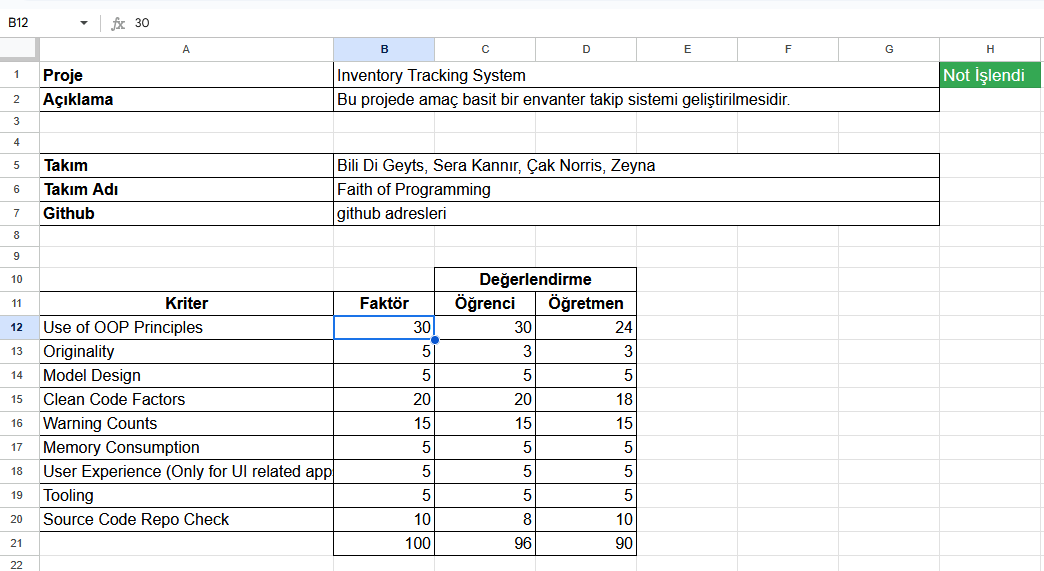 B12 fx 30
A B C D E F G H
1 Proje Inventory Tracking System Not İşlendi
2 Açıklama Bu projede amaç basit bir envanter takip sistemi geliştirilmesidir.
3
4
5 Takım Bili Di Geyts, Sera Kannır, Çak Norris, Zeyna
6 Takım Adı Faith of Programming
7 Github github adresleri
8
9
10 Değerlendirme
11 Kriter Faktör Öğrenci Öğretmen
12 Use of OOP Principles 30 30 24
13 Originality 5 3 3
14 Model Design 5 5 5
15 Clean Code Factors 20 20 18
16 Warning Counts 15 15 15
17 Memory Consumption 5 5 5
18 User Experience (Only for UI related app 5 5 5
19 Tooling 5 5 5
20 Source Code Repo Check 10 8 10
21 100 96 90
22